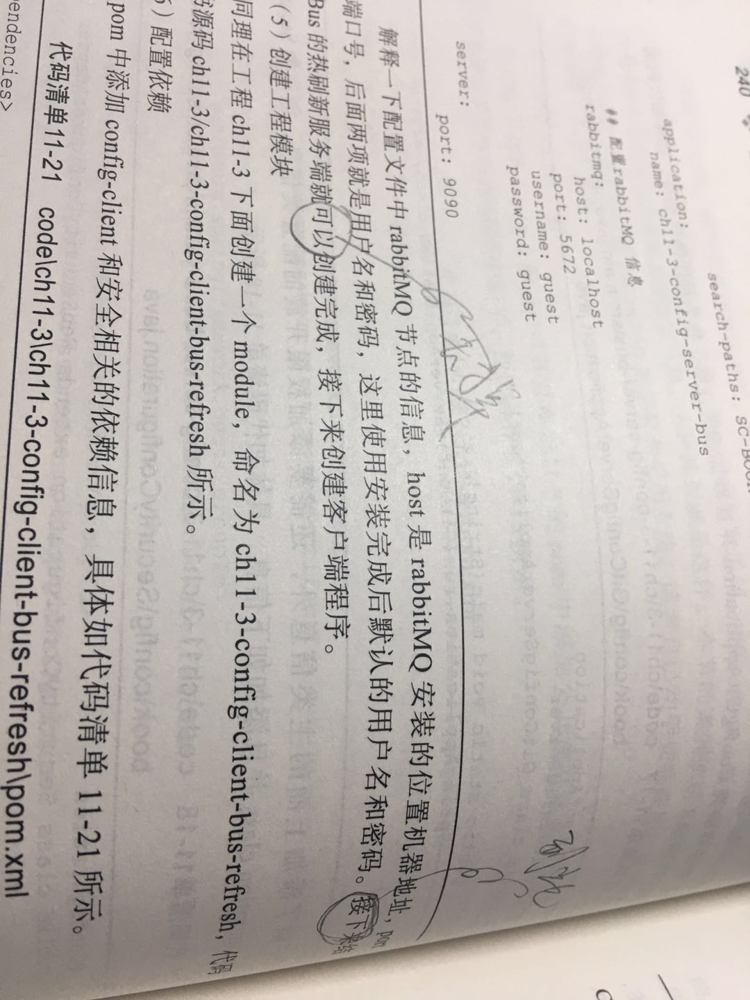 240
search-paths: SC-BOOK
application:
name: ch11-3-config-server-bus
## 配置rabbitMQ 信息
rabbitmq:
host: localhost
port: 5672
username: guest
password: guest
server:
port: 9090
解释一下配置文件中 rabbitMQ 节点的信息，host 是 rabbitMQ 安装的位置机器地址，por
端口号，后面两项就是用户名和密码，这里使用安装完成后默认的用户名和密码。接下来给
Bus 的热刷新服务端就可以创建完成，接下来创建客户端程序。
（5）创建工程模块
同理在工程 ch11-3 下面创建一个 module，命名为 ch11-3-config-client-bus-refresh，代码
源码 ch11-3/ch11-3-config-client-bus-refresh 所示。
）配置依赖
pom 中添加 config-client 和安全相关的依赖信息，具体如代码清单 11-21 所示。
代码清单11-21 code\ch11-3\ch11-3-config-client-bus-refresh\pom.xml
pendencies>